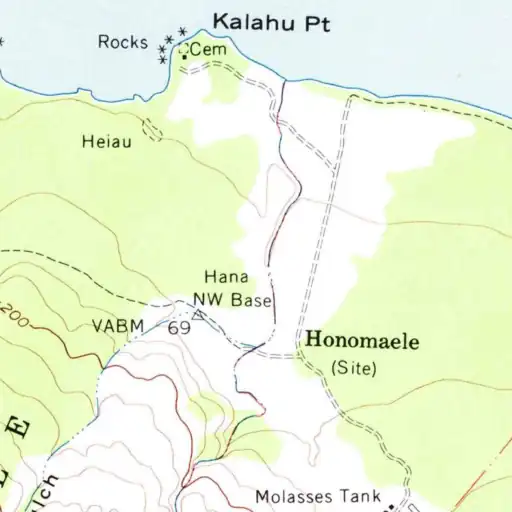 Kalahu Pt
Rocks
Cem
Heiau
Hana
NW Base
VABM 69
200
Honomaele
(Site)
Molasses Tank